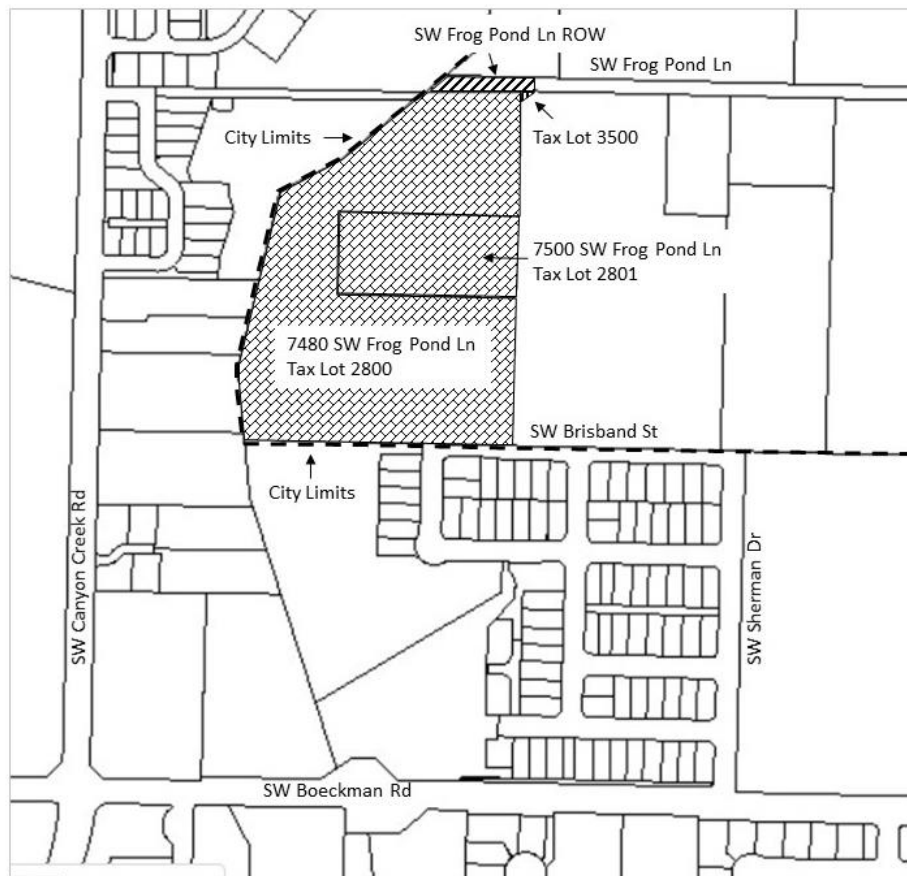 SW Frog Pond Ln ROW
SW Frog Pond Ln
City Limits
Tax Lot 3500
7500 SW Frog Pond Ln
Tax Lot 2801
7480 SW Frog Pond Ln
Tax Lot 2800
SW Brisband St
City Limits
SW Canyon Creek Rd
SW Sherman Dr
SW Boeckman Rd